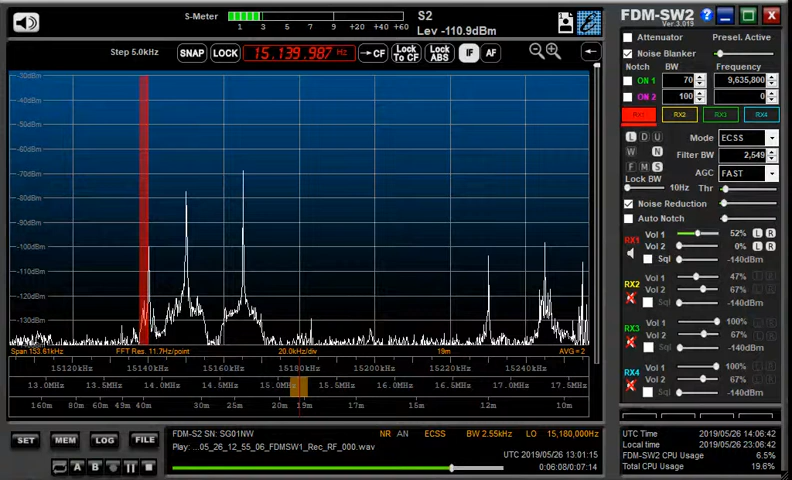 S-Meter
1 3 5 7 9 +20 +40 +60
S2
Lev -110.9dBm
FDM-SW2
?
Ver.3.019
X
Step 5.0kHz
SNAP
LOCK
15.139.987 Hz
→CF
Lock To CF
Lock ABS
IF
AF
Attenuator
Presel. Active
Noise Blanker
Notch BW Frequency
ON 1 70 9,635,800
ON 2 100 0
RX1 RX2 RX3 RX4
L D U
W N
F M S
Mode ECSS
Filter BW 2,549
AGC FAST
Lock BW
10Hz Thr
Noise Reduction
Auto Notch
RX1
Vol 1 52% L R
Vol 2 0% L R
Sql -140dBm
RX2
Vol 1 47%
Vol 2 67%
Sql -140dBm
RX3
Vol 1 100%
Vol 2 67%
Sql -140dBm
RX4
Vol 1 100%
Vol 2 67%
Sql -140dBm
-30dBm
-40dBm
-50dBm
-60dBm
-70dBm
-80dBm
-90dBm
-100dBm
-110dBm
-120dBm
-130dBm
-140dBm
Span 153.61kHz FFT Res. 11.7Hz/point 20.0kHz/div 19m AVG = 2
15120kHz 15140kHz 15160kHz 15180kHz 15200kHz 15220kHz 15240kHz
13.0MHz 13.5MHz 14.0MHz 14.5MHz 15.0MHz 15.5MHz 16.0MHz 16.5MHz 17.0MHz 17.5MHz
160m 80m 60m 49m 40m 30m 25m 20m 19m 17m 15m 12m 10m
SET
MEM
LOG
FILE
A B
FDM-S2 SN: SG01NW NR AN ECSS BW 2.55kHz LO 15,180,000Hz
Play: ...05_26_12_55_06_FDMSW1_Rec_RF_000.wav
UTC 2019/05/26 13:01:15
0:06:08/0:07:14
UTC Time 2019/05/26 14:06:42
Local time 2019/05/26 23:06:42
FDM-SW2 CPU Usage 6.5%
Total CPU Usage 19.6%